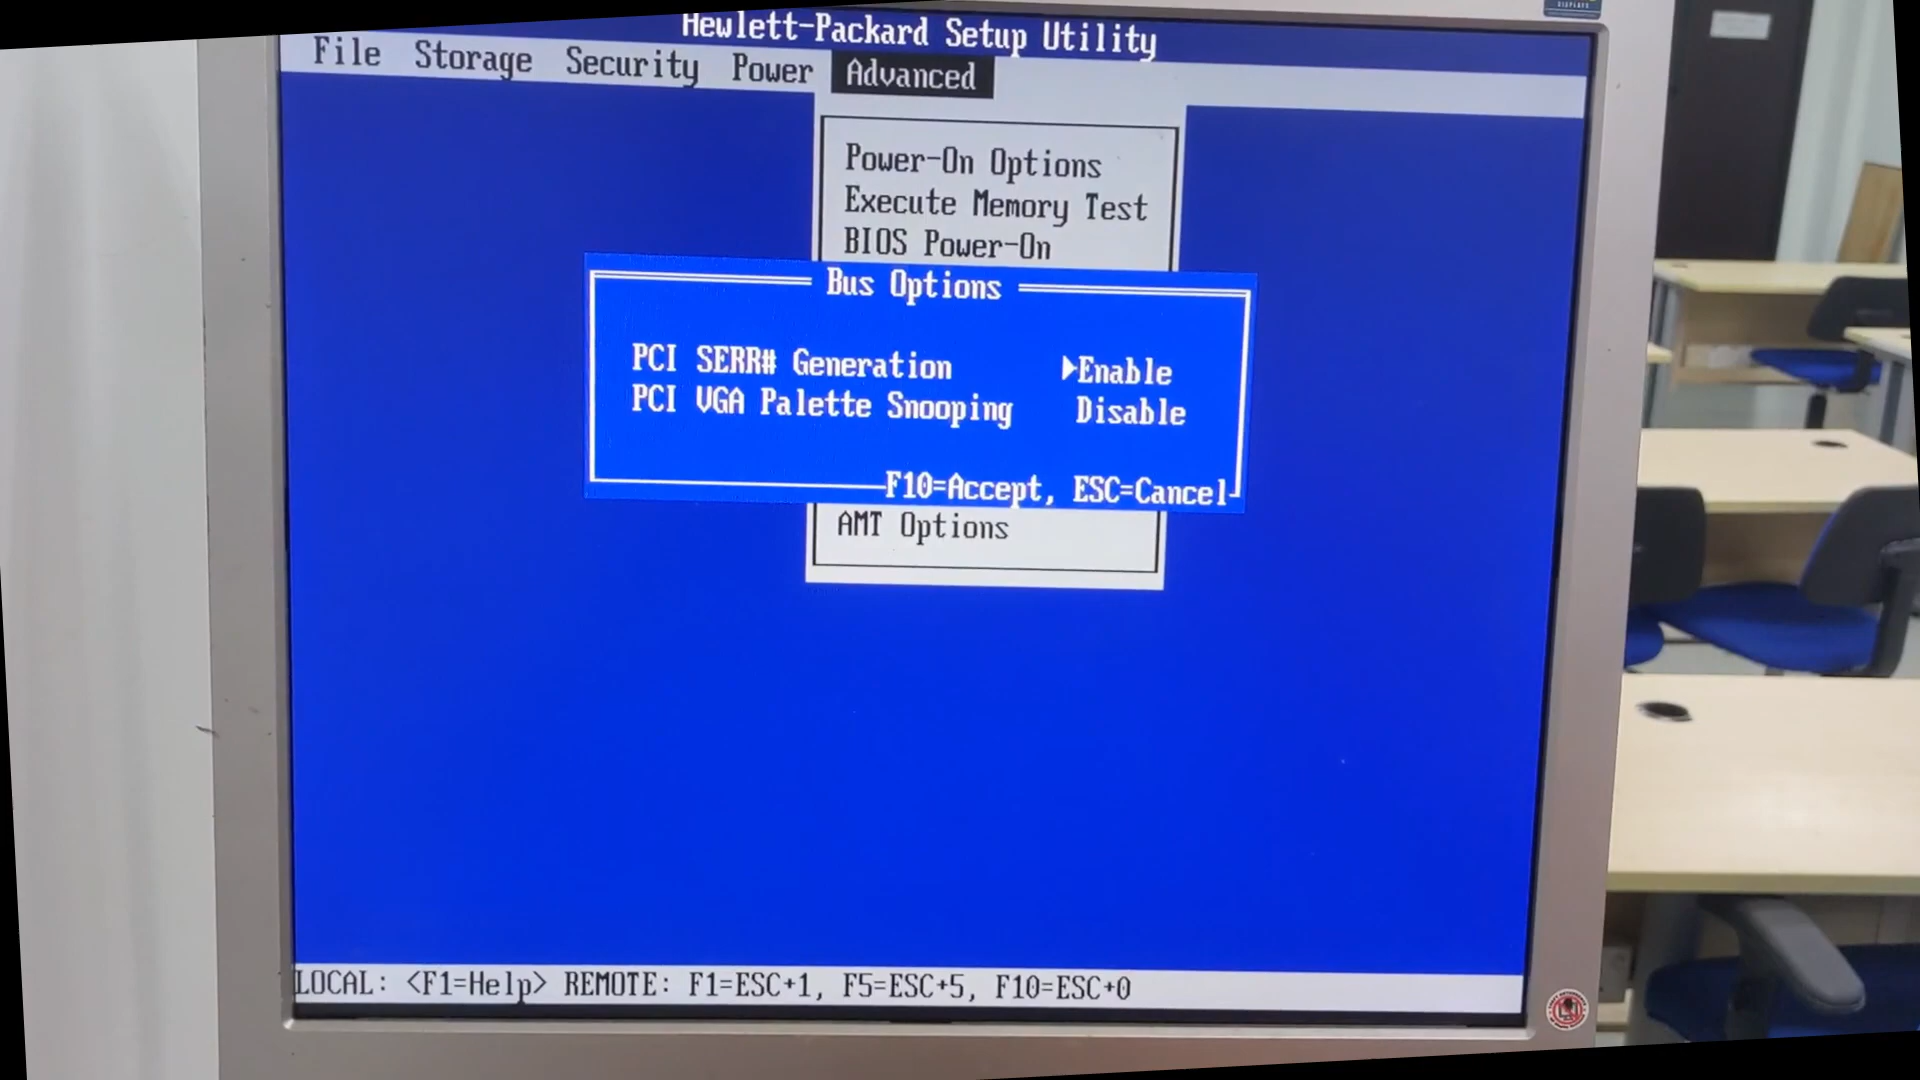 Hewlett-Packard Setup Utility
File Storage Security Power Advanced
Power-On Options
Execute Memory Test
BIOS Power-On
Bus Options
PCI SERR# Generation ▶Enable
PCI VGA Palette Snooping Disable
F10=Accept, ESC=Cancel
AMT Options
LOCAL: <F1=Help> REMOTE: F1=ESC+1, F5=ESC+5, F10=ESC+0